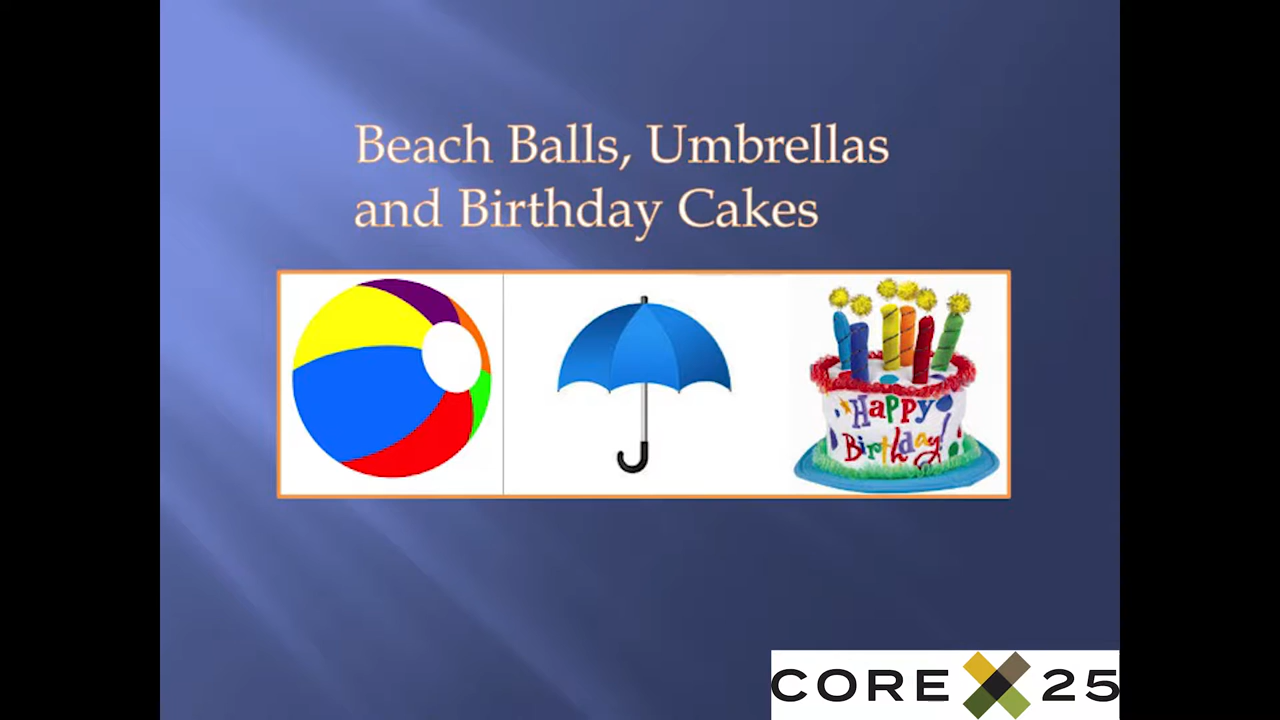 Beach Balls, Umbrellas
and Birthday Cakes
Happy
Birthday!
CORE X 25